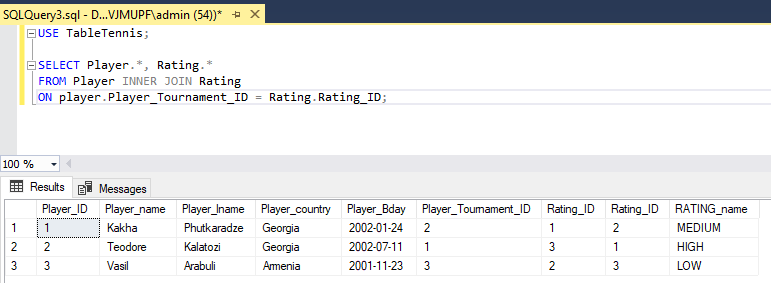 SQLQuery3.sql - D...VJMUPF\admin (54))*
USE TableTennis;
SELECT Player.*, Rating.*
FROM Player INNER JOIN Rating
ON player.Player_Tournament_ID = Rating.Rating_ID;
100 %
Results Messages
Player_ID Player_name Player_lname Player_country Player_Bday Player_Tournament_ID Rating_ID Rating_ID RATING_name
1 1 Kakha Phutkaradze Georgia 2002-01-24 2 1 2 MEDIUM
2 2 Teodore Kalatozi Georgia 2002-07-11 1 3 1 HIGH
3 3 Vasil Arabuli Armenia 2001-11-23 3 2 3 LOW